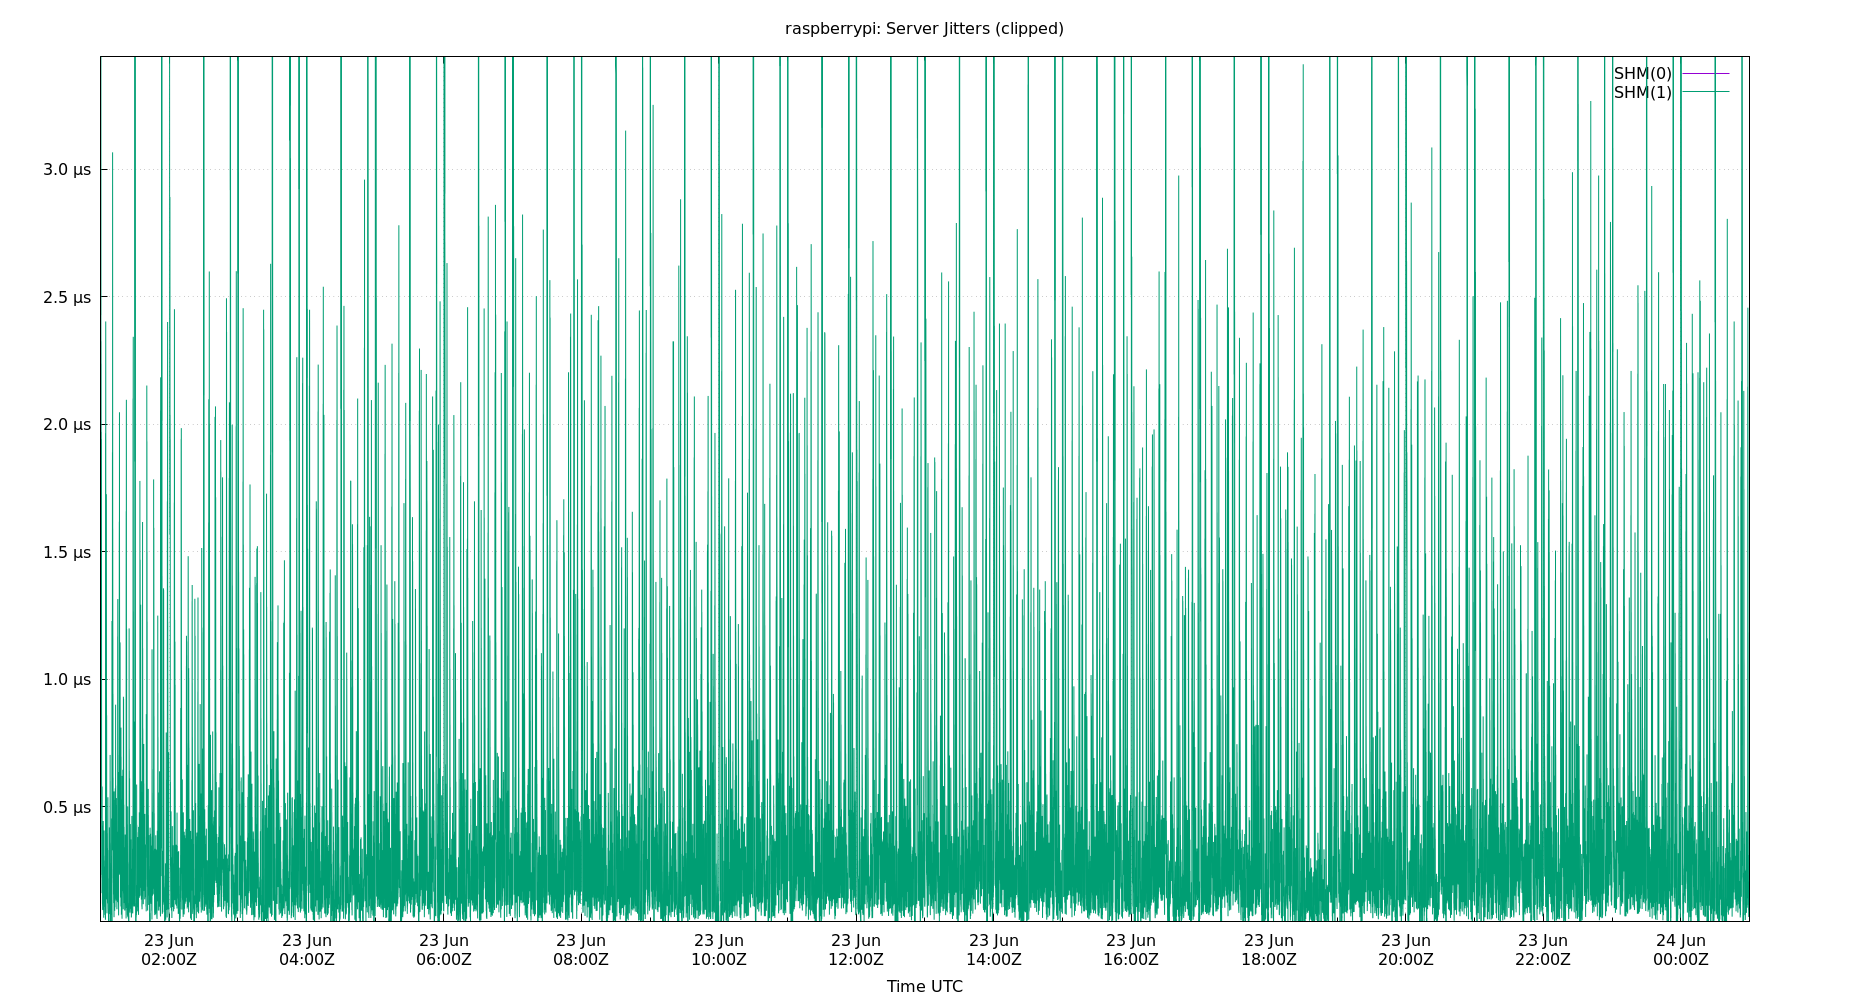 raspberrypi: Server Jitters (clipped)
SHM(0)
SHM(1)
3.0 µs
2.5 µs
2.0 µs
1.5 µs
1.0 µs
0.5 µs
23 Jun 23 Jun 23 Jun 23 Jun 23 Jun 23 Jun 23 Jun 23 Jun 23 Jun 23 Jun 23 Jun 24 Jun
02:00Z 04:00Z 06:00Z 08:00Z 10:00Z 12:00Z 14:00Z 16:00Z 18:00Z 20:00Z 22:00Z 00:00Z
Time UTC